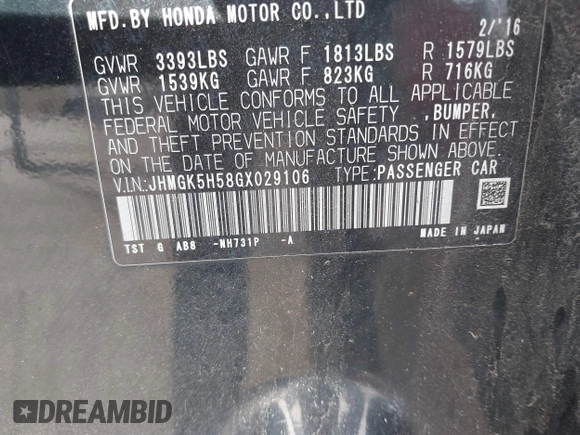 MFD.BY HONDA MOTOR CO.,LTD 2/'16
GVWR 3393LBS GAWR F 1813LBS R 1579LBS
GVWR 1539KG GAWR F 823KG R 716KG
THIS VEHICLE CONFORMS TO ALL APPLICABLE
FEDERAL MOTOR VEHICLE SAFETY ,BUMPER,
AND THEFT PREVENTION STANDARDS IN EFFECT
ON THE DATE OF MANUFACTURE SHOWN ABOVE.
V.I.N:JHMGK5H58GX029106 TYPE:PASSENGER CAR
TST G AB8 -NH731P -A MADE IN JAPAN
DREAMBID